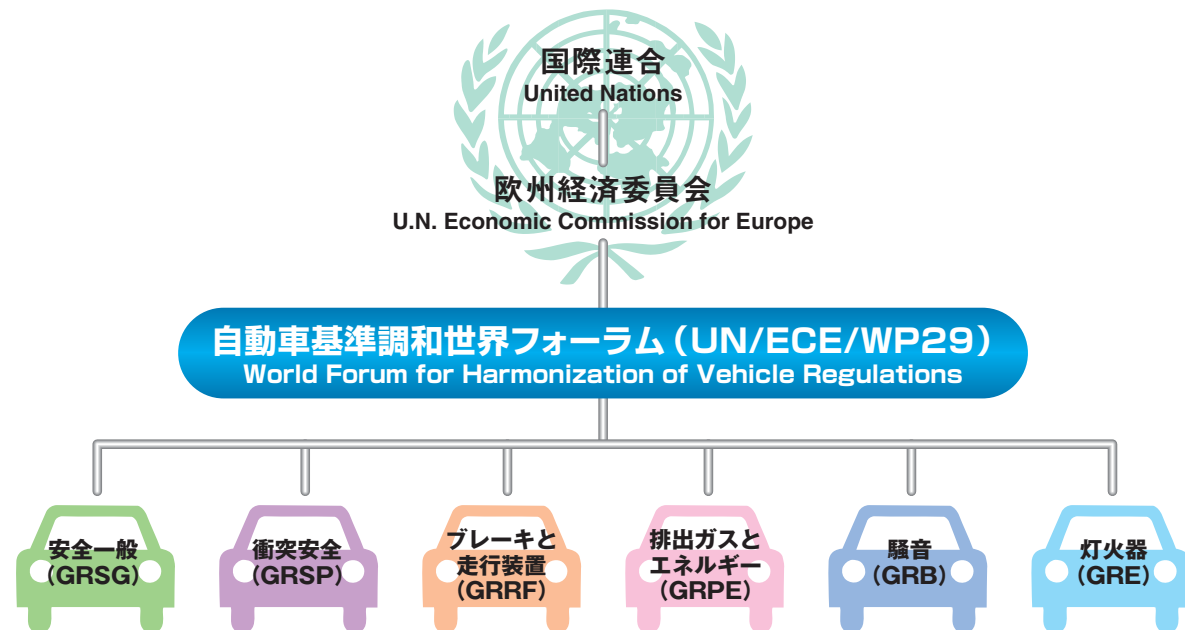 国際連合
United Nations
欧州経済委員会
U.N. Economic Commission for Europe
自動車基準調和世界フォーラム（UN/ECE/WP29）
World Forum for Harmonization of Vehicle Regulations
安全一般
（GRSG）
衝突安全
（GRSP）
ブレーキと
走行装置
（GRRF）
排出ガスと
エネルギー
（GRPE）
騒音
（GRB）
灯火器
（GRE）